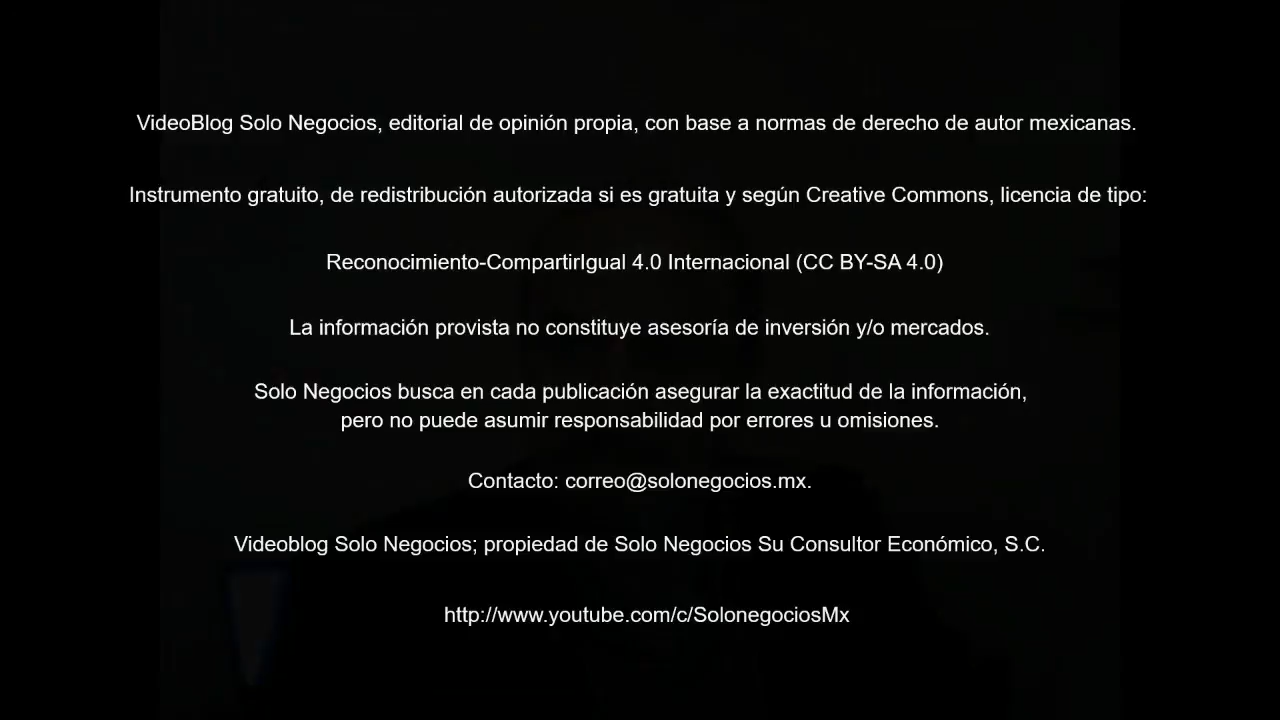 VideoBlog Solo Negocios, editorial de opinión propia, con base a normas de derecho de autor mexicanas.
Instrumento gratuito, de redistribución autorizada si es gratuita y según Creative Commons, licencia de tipo:
Reconocimiento-CompartirIgual 4.0 Internacional (CC BY-SA 4.0)
La información provista no constituye asesoría de inversión y/o mercados.
Solo Negocios busca en cada publicación asegurar la exactitud de la información,
pero no puede asumir responsabilidad por errores u omisiones.
Contacto: correo@solonegocios.mx.
Videoblog Solo Negocios; propiedad de Solo Negocios Su Consultor Económico, S.C.
http://www.youtube.com/c/SolonegociosMx